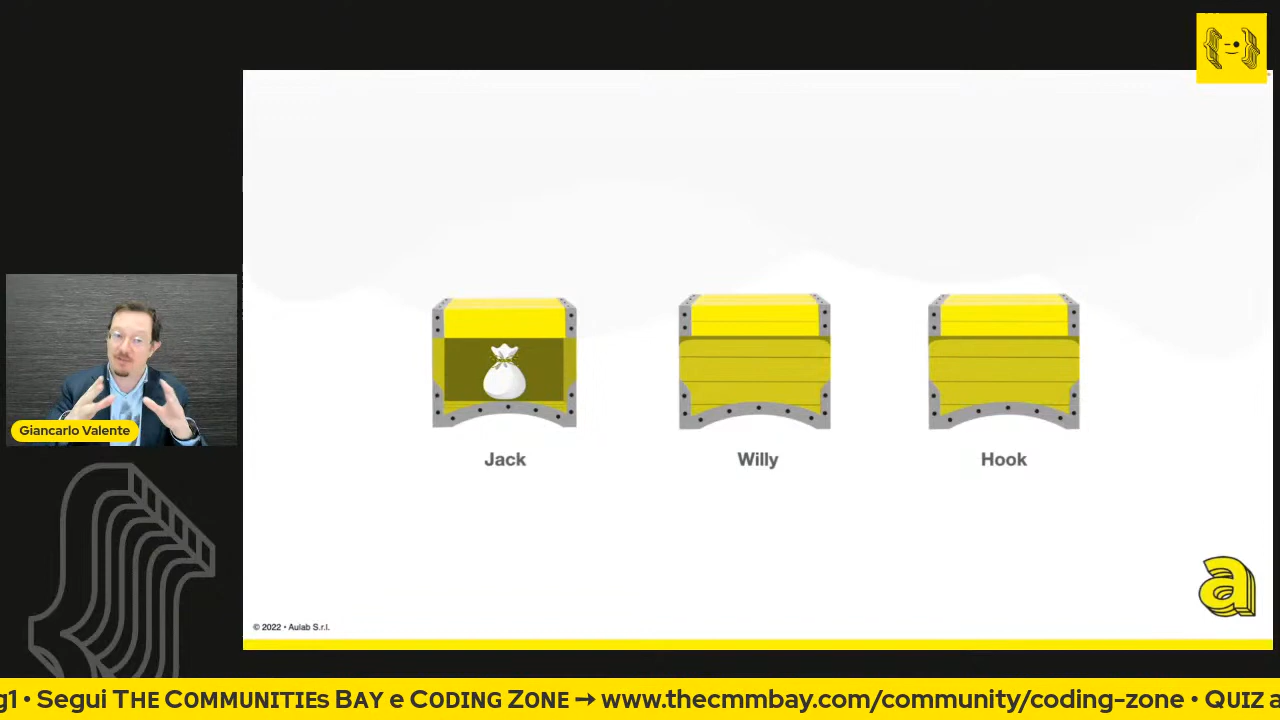 Giancarlo Valente
Jack
Willy
Hook
© 2022 • Aulab S.r.l.
a
g1 • Segui THE COMMUNITIEs BAY e CODING ZONE → www.thecmmbay.com/community/coding-zone • QUIZ a